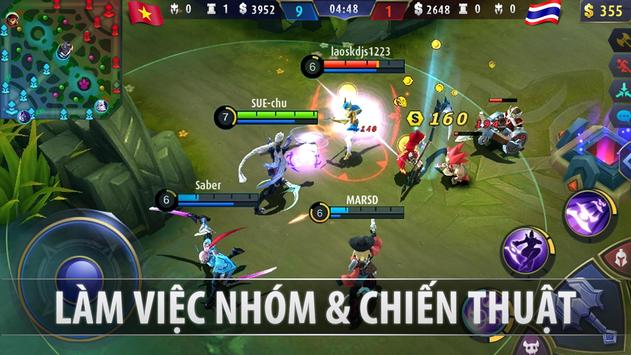 0 1 $ 3952 9 04:48 1 $ 2648 0 0 $ 355
laoskdjs1223
6
SUE-chu
7
146
S 160
Saber
6
MARSD
6
LÀM VIỆC NHÓM & CHIẾN THUẬT